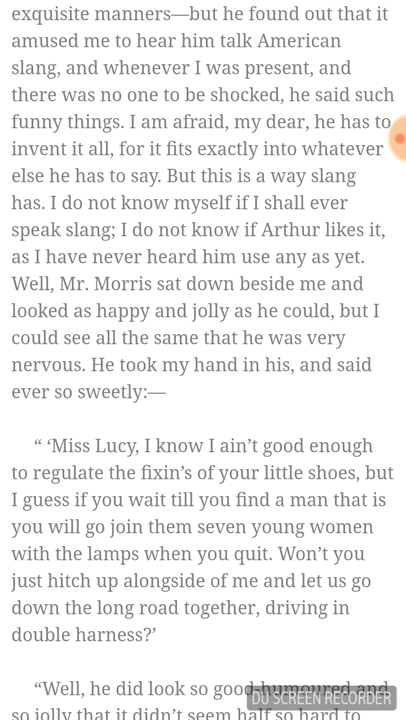 exquisite manners—but he found out that it
amused me to hear him talk American
slang, and whenever I was present, and
there was no one to be shocked, he said such
funny things. I am afraid, my dear, he has to
invent it all, for it fits exactly into whatever
else he has to say. But this is a way slang
has. I do not know myself if I shall ever
speak slang; I do not know if Arthur likes it,
as I have never heard him use any as yet.
Well, Mr. Morris sat down beside me and
looked as happy and jolly as he could, but I
could see all the same that he was very
nervous. He took my hand in his, and said
ever so sweetly:—
“ ‘Miss Lucy, I know I ain’t good enough
to regulate the fixin’s of your little shoes, but
I guess if you wait till you find a man that is
you will go join them seven young women
with the lamps when you quit. Won’t you
just hitch up alongside of me and let us go
down the long road together, driving in
double harness?’
“Well, he did look so good-humoured and
DU SCREEN RECORDER
so jolly that it didn’t seem half so hard to